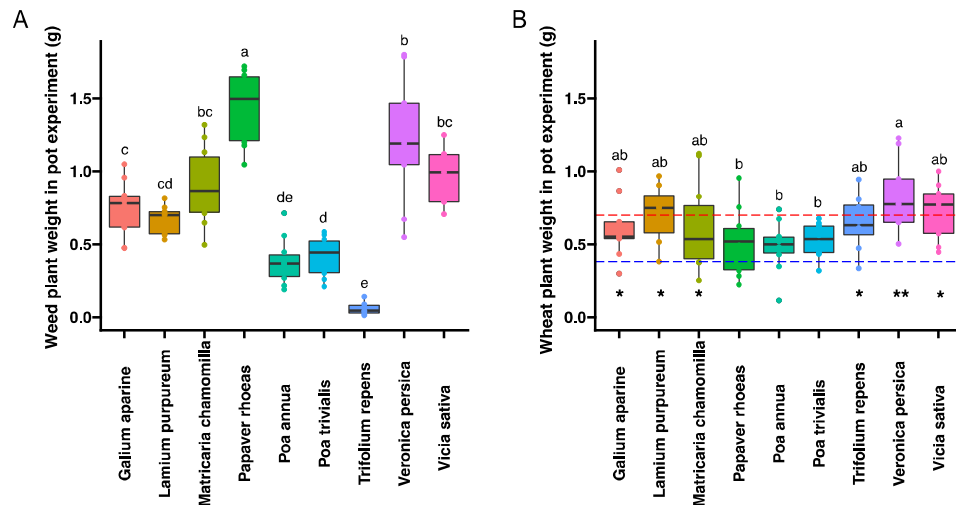 A
Weed plant weight in pot experiment (g)
1.5
1.0
0.5
0.0
c
cd
bc
a
de
d
e
b
bc
Galium aparine
Lamium purpureum
Matricaria chamomilla
Papaver rhoeas
Poa annua
Poa trivialis
Trifolium repens
Veronica persica
Vicia sativa
B
Wheat plant weight in pot experiment (g)
1.5
1.0
0.5
0.0
ab
ab
ab
b
b
b
ab
a
ab
* * * * ** *
Galium aparine
Lamium purpureum
Matricaria chamomilla
Papaver rhoeas
Poa annua
Poa trivialis
Trifolium repens
Veronica persica
Vicia sativa